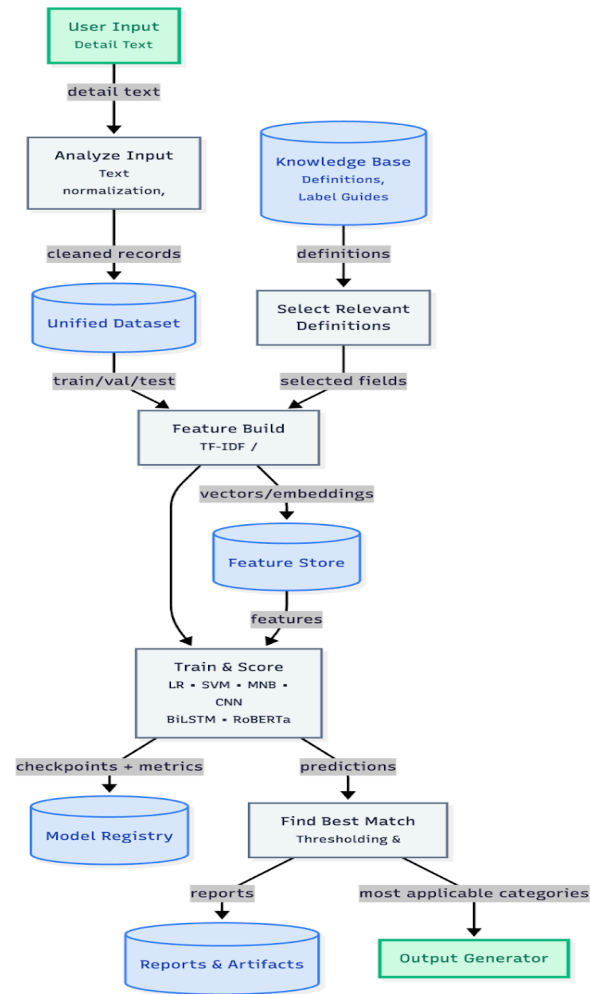 User Input
Detail Text
detail text
Analyze Input
Text
normalization,
Knowledge Base
Definitions,
Label Guides
cleaned records
definitions
Unified Dataset
Select Relevant
Definitions
train/val/test
selected fields
Feature Build
TF-IDF /
vectors/embeddings
Feature Store
features
Train & Score
LR • SVM • MNB •
CNN
BiLSTM • RoBERTa
checkpoints + metrics
predictions
Model Registry
Find Best Match
Thresholding &
reports
most applicable categories
Reports & Artifacts
Output Generator